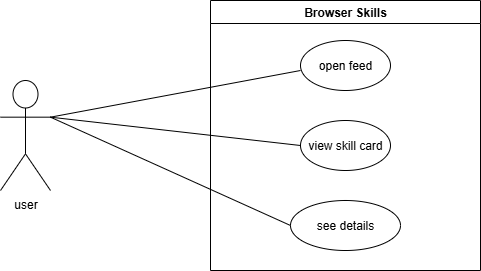 Browser Skills
open feed
view skill card
see details
user